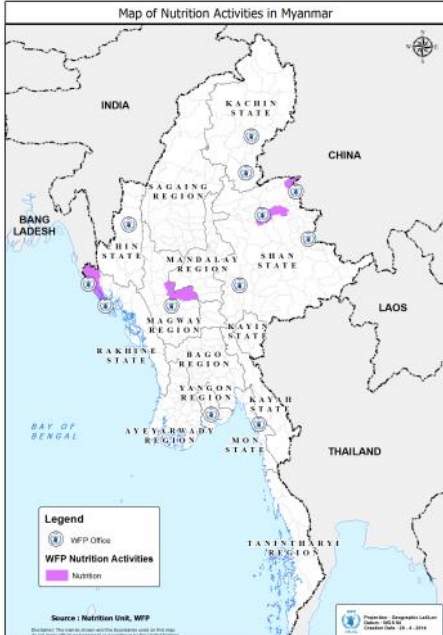 Map of Nutrition Activities in Myanmar
INDIA
KACHIN
STATE
CHINA
SAGAING
REGION
BANG
LADESH
HIN
STATE
MANDALAY
REGION
SHAN
STATE
LAOS
MAGWAY
REGION
KAYIN
STATE
RAKHINE
STATE
BAGO
REGION
YANGON
REGION
KAYAH
STATE
BAY OF
BENGAL
AYEYARWADY
REGION
MON
STATE
THAILAND
Legend
WFP Office
WFP Nutrition Activities
Nutrition
TANINTHARYI
REGION
Source : Nutrition Unit, WFP